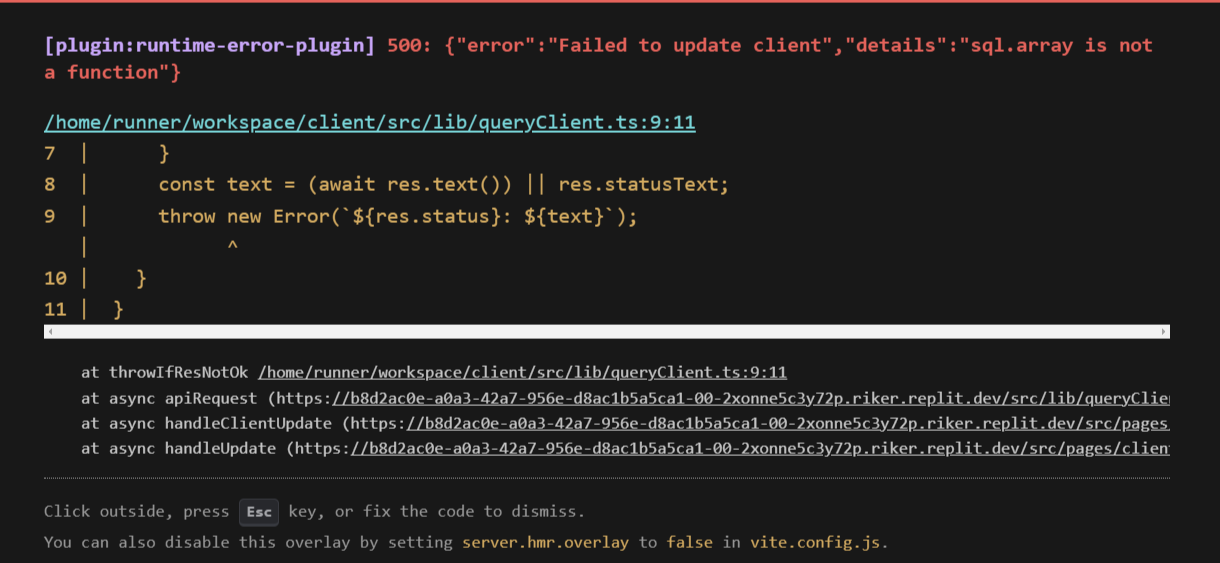 [plugin:runtime-error-plugin] 500: {"error":"Failed to update client","details":"sql.array is not
a function"}
/home/runner/workspace/client/src/lib/queryClient.ts:9:11
7 | }
8 | const text = (await res.text()) || res.statusText;
9 | throw new Error(`${res.status}: ${text}`);
| ^
10 | }
11 | }
at throwIfResNotOk /home/runner/workspace/client/src/lib/queryClient.ts:9:11
at async apiRequest (https://b8d2ac0e-a0a3-42a7-956e-d8ac1b5a5ca1-00-2xonne5c3y72p.riker.replit.dev/src/lib/queryClie
at async handleClientUpdate (https://b8d2ac0e-a0a3-42a7-956e-d8ac1b5a5ca1-00-2xonne5c3y72p.riker.replit.dev/src/pages
at async handleUpdate (https://b8d2ac0e-a0a3-42a7-956e-d8ac1b5a5ca1-00-2xonne5c3y72p.riker.replit.dev/src/pages/clien
Click outside, press Esc key, or fix the code to dismiss.
You can also disable this overlay by setting server.hmr.overlay to false in vite.config.js.